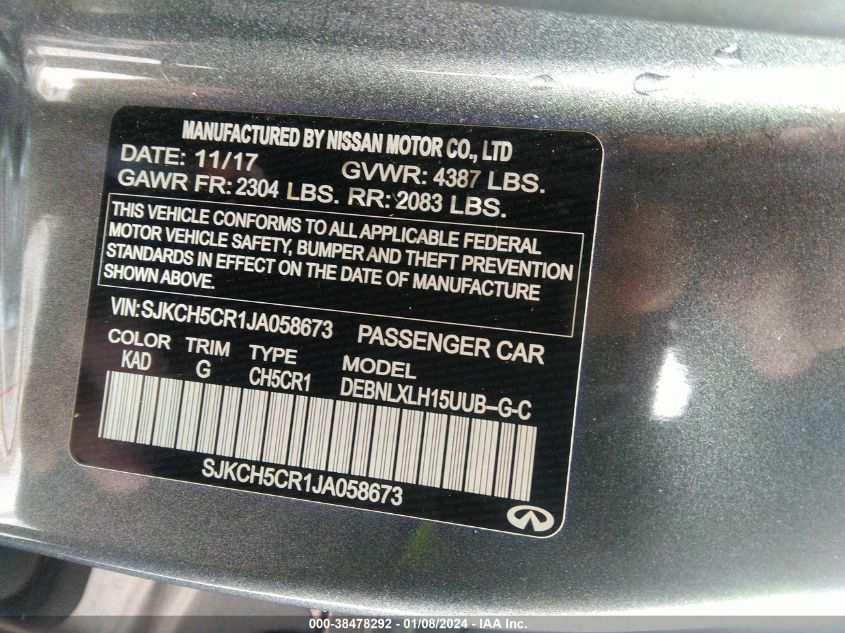 MANUFACTURED BY NISSAN MOTOR CO., LTD
DATE: 11/17 GVWR: 4387 LBS.
GAWR FR: 2304 LBS. RR: 2083 LBS.
THIS VEHICLE CONFORMS TO ALL APPLICABLE FEDERAL
MOTOR VEHICLE SAFETY, BUMPER AND THEFT PREVENTION
STANDARDS IN EFFECT ON THE DATE OF MANUFACTURE
SHOWN ABOVE.
VIN:SJKCH5CR1JA058673 PASSENGER CAR
COLOR TRIM TYPE MODEL
KAD G CH5CR1 DEBNLXLH15UUB–G-C
SJKCH5CR1JA058673
000-38478292 - 01/08/2024 - IAA Inc.